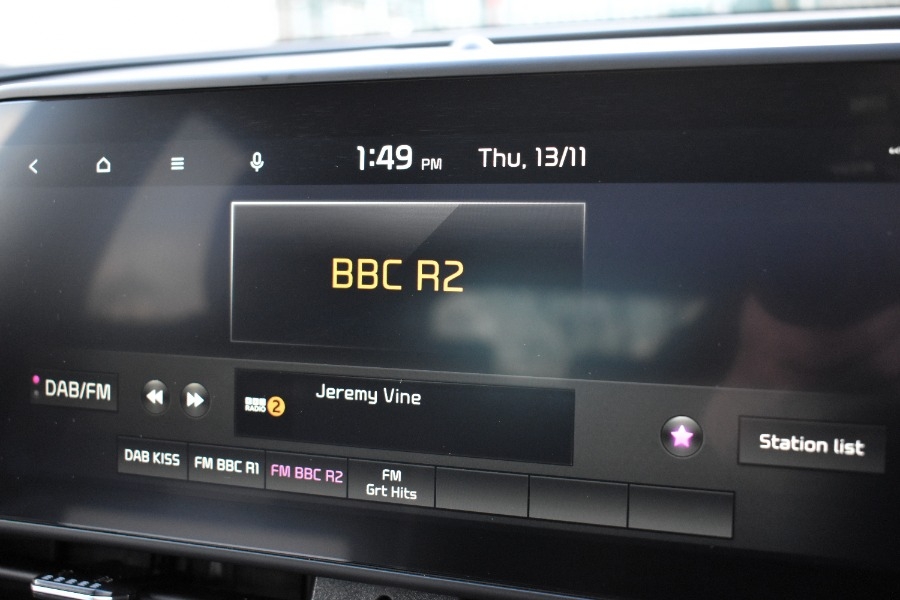 1:49 PM Thu, 13/11
BBC R2
DAB/FM
BBC
RADIO 2
Jeremy Vine
Station list
DAB KISS
FM BBC R1
FM BBC R2
FM
Grt Hits